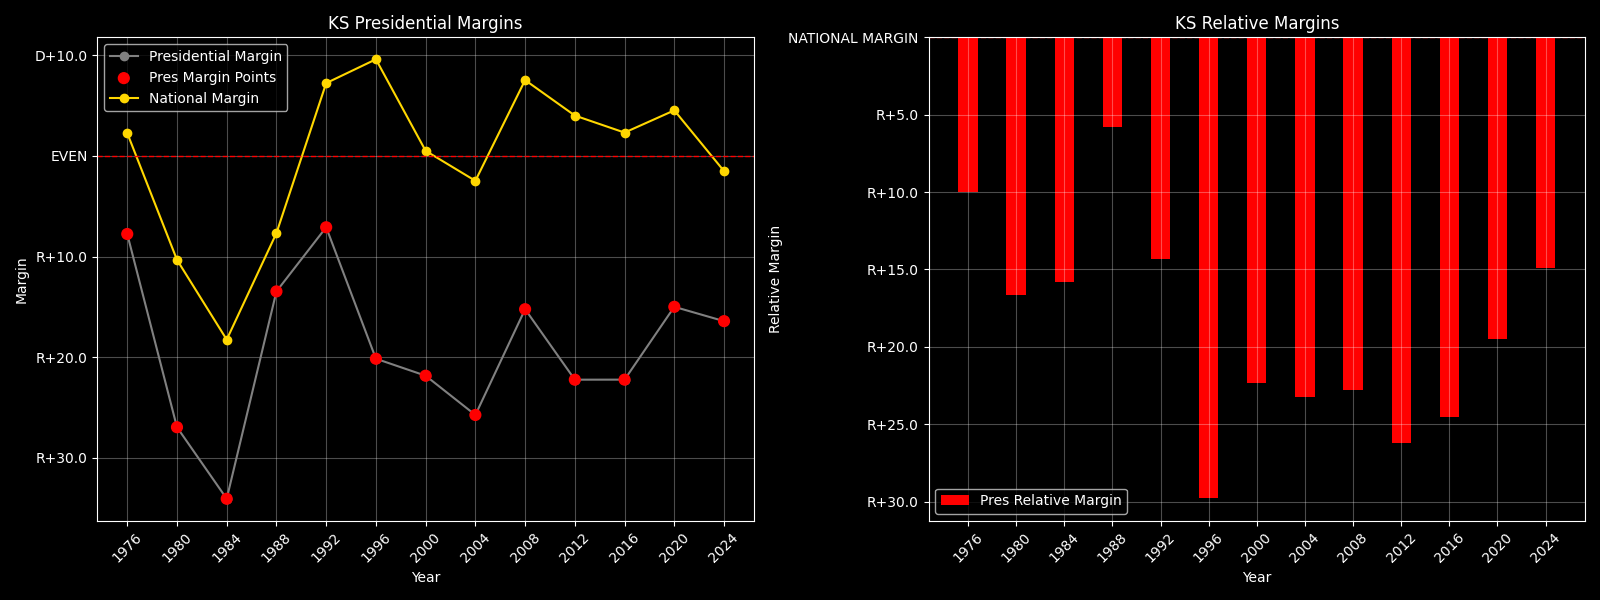 KS Presidential Margins
Presidential Margin
Pres Margin Points
National Margin
D+10.0
EVEN
R+10.0
R+20.0
R+30.0
Margin
1976
1980
1984
1988
1992
1996
2000
2004
2008
2012
2016
2020
2024
Year
KS Relative Margins
NATIONAL MARGIN
R+5.0
R+10.0
R+15.0
R+20.0
R+25.0
R+30.0
Relative Margin
Pres Relative Margin
1976
1980
1984
1988
1992
1996
2000
2004
2008
2012
2016
2020
2024
Year